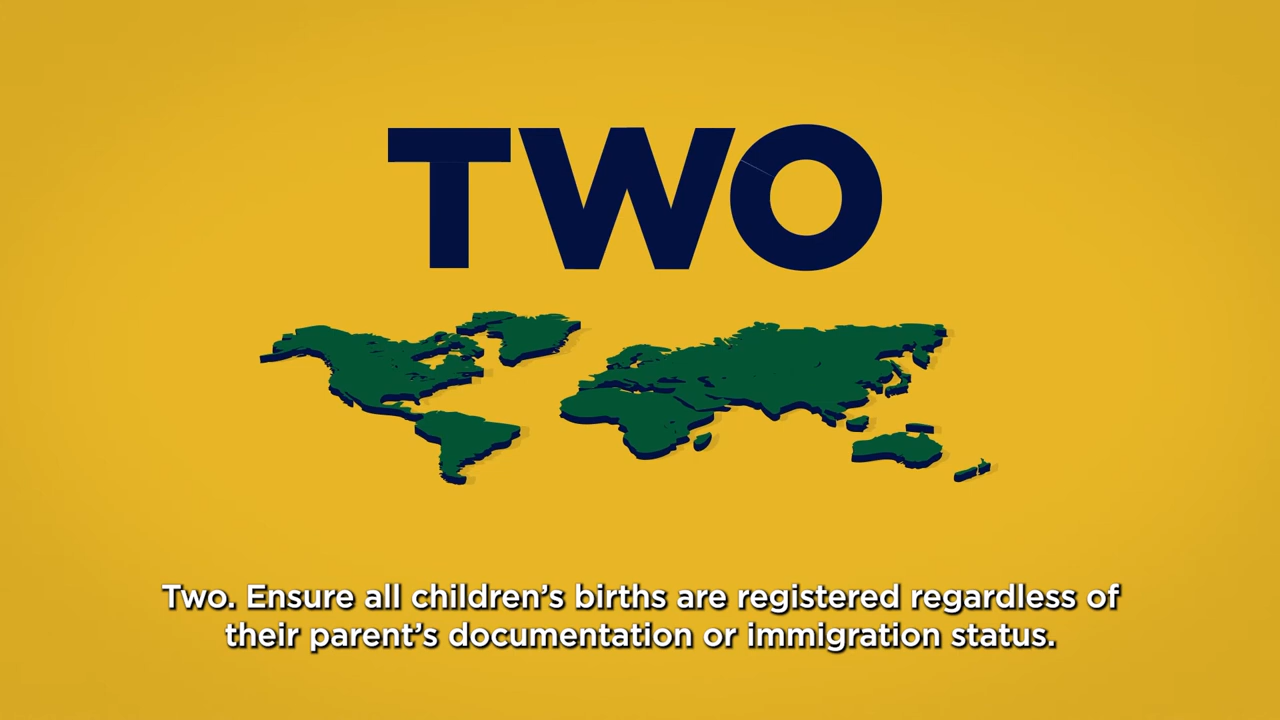 TWO
Two. Ensure all children’s births are registered regardless of
their parent’s documentation or immigration status.